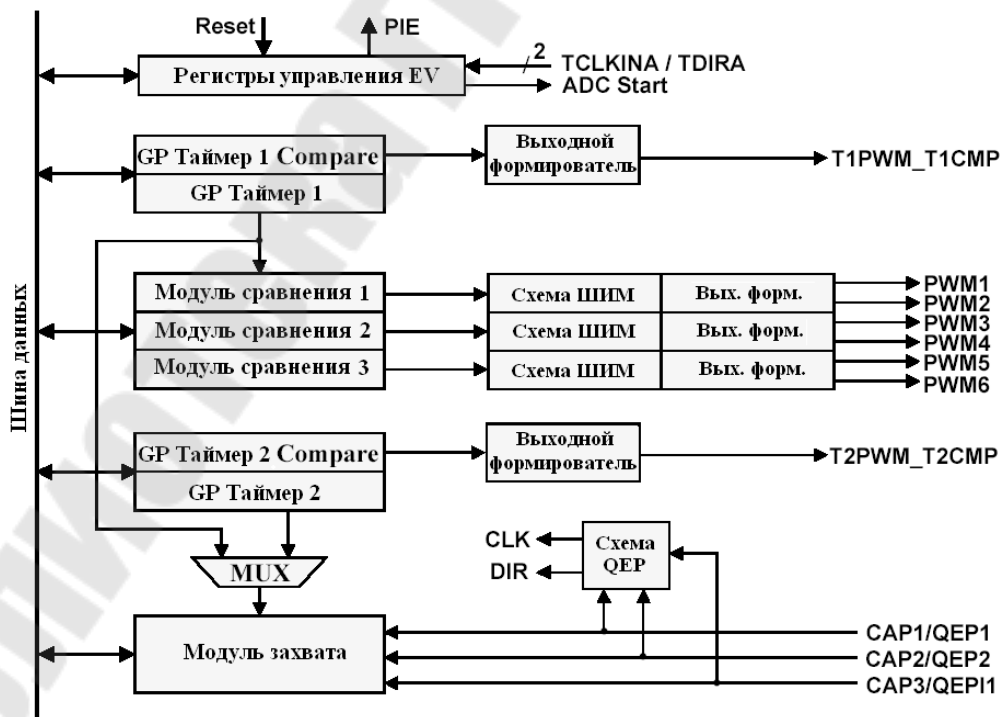 Reset
PIE
Регистры управления EV
2
TCLKINA / TDIRA
ADC Start
GP Таймер 1 Compare
GP Таймер 1
Выходной
формирователь
T1PWM_T1CMP
Шина данных
Модуль сравнения 1
Схема ШИМ
Вых. форм.
PWM1
PWM2
Модуль сравнения 2
Схема ШИМ
Вых. форм.
PWM3
PWM4
Модуль сравнения 3
Схема ШИМ
Вых. форм.
PWM5
PWM6
GP Таймер 2 Compare
GP Таймер 2
Выходной
формирователь
T2PWM_T2CMP
MUX
CLK
DIR
Схема
QEP
Модуль захвата
CAP1/QEP1
CAP2/QEP2
CAP3/QEPI1